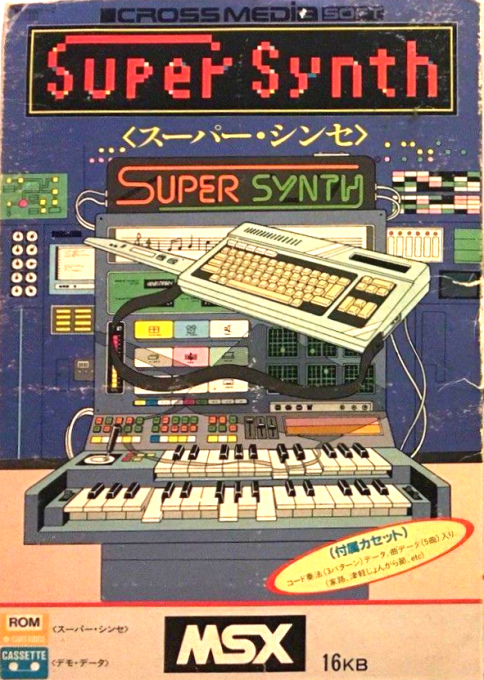 CROSS MEDIA SOFT
Super Synth
〈スーパー・シンセ〉
SUPER SYNTH
(付属カセット)
コード奏法(3パターン)データ、曲データ(5曲)入り
(家路、津軽じょんから節、etc)
ROM
CARTRIDGE
〈スーパー・シンセ〉
CASSETTE
〈デモ・データ〉
MSX
16KB